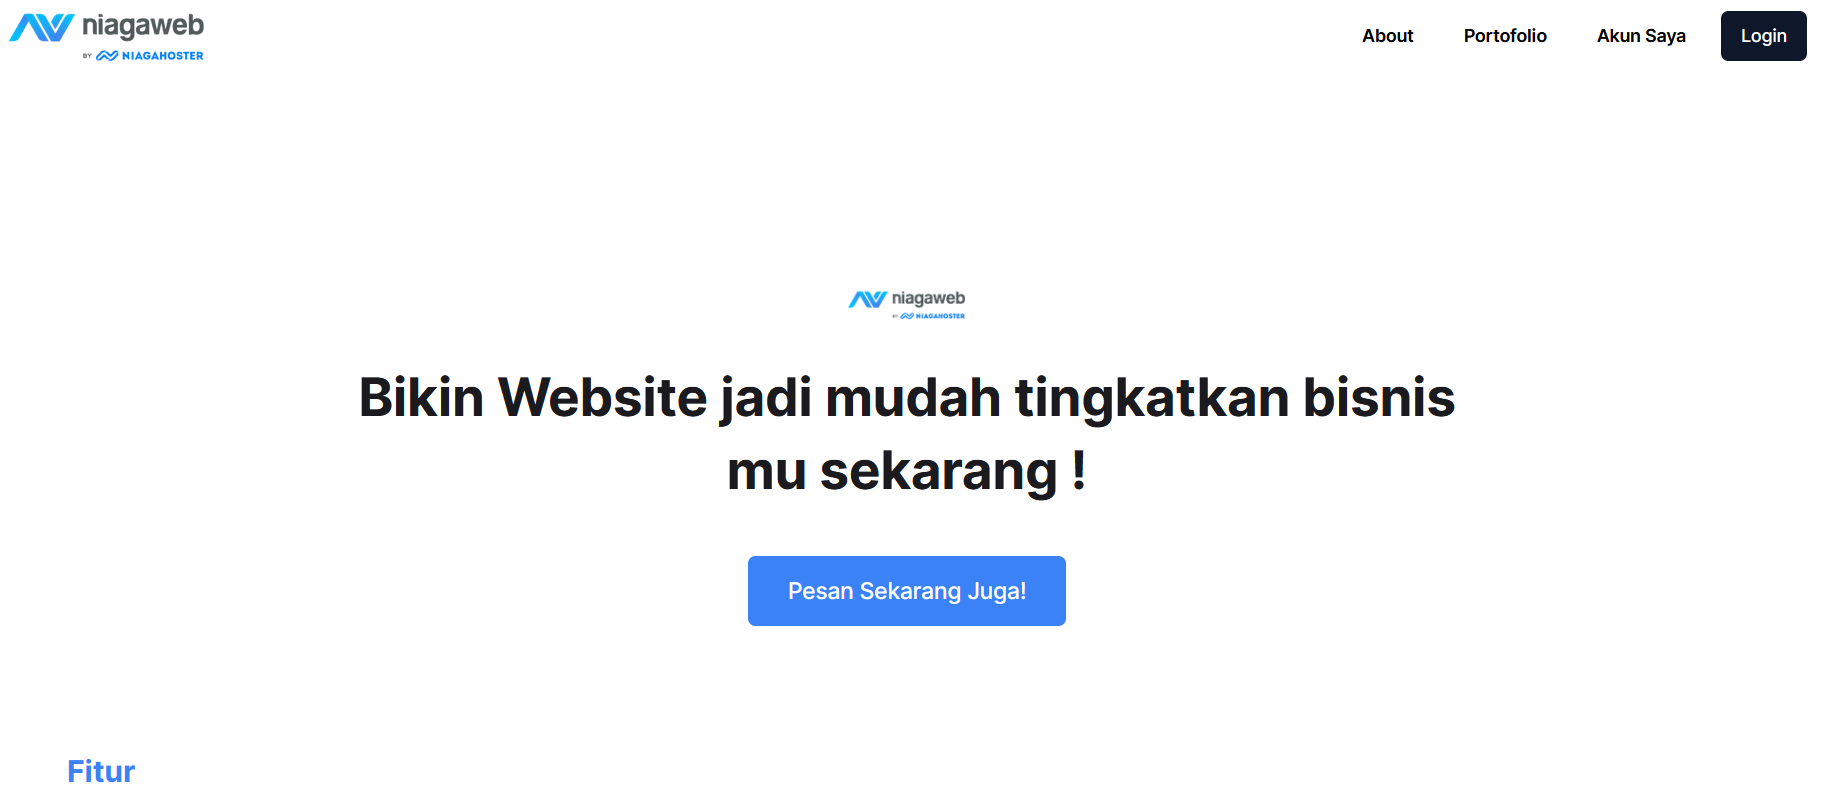 niagaweb
BY NIAGAHOSTER
About Portofolio Akun Saya Login
niagaweb
BY NIAGAHOSTER
Bikin Website jadi mudah tingkatkan bisnis
mu sekarang !
Pesan Sekarang Juga!
Fitur